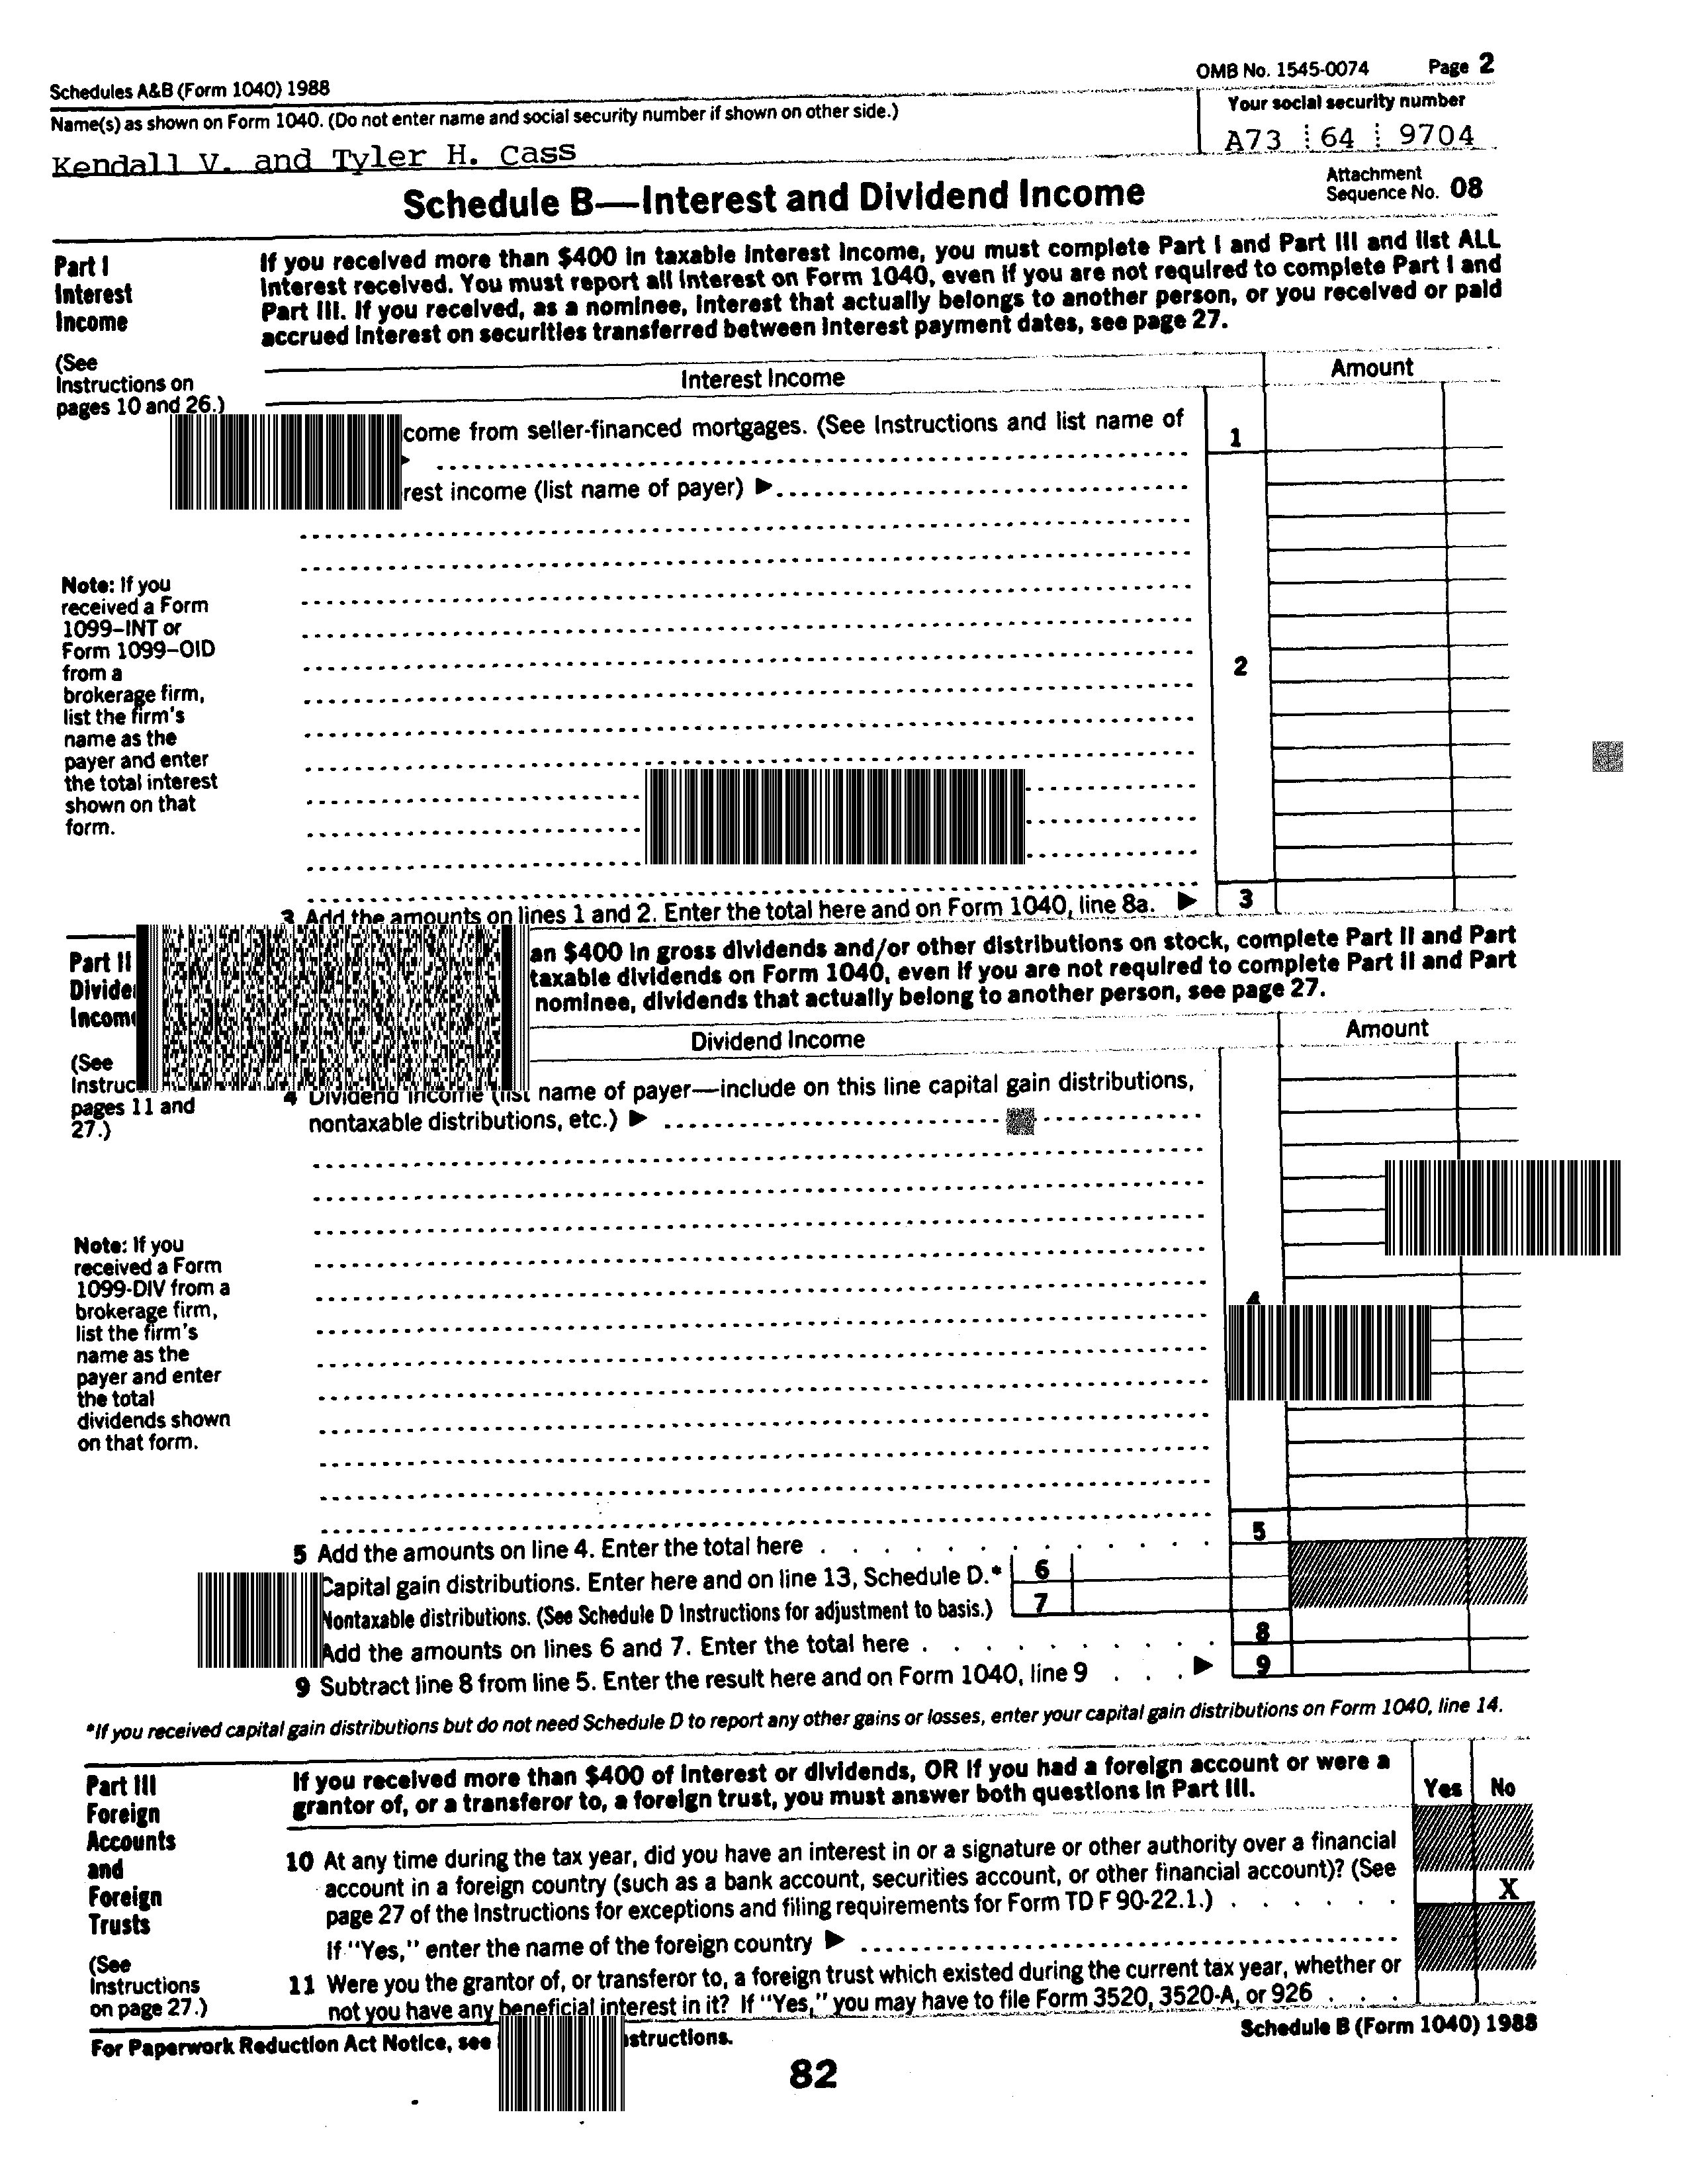 Schedules A&B (Form 1040) 1988
OMB No. 1545-0074 Page 2
Name(s) as shown on Form 1040. (Do not enter name and social security number if shown on other side.)
Your social security number
Kendall V. and Tyler H. Cass
A73 64 9704
Schedule B—Interest and Dividend Income
Attachment
Sequence No. 08
Part I
Interest
Income
(See
Instructions on
pages 10 and 26.)
If you received more than $400 in taxable interest income, you must complete Part I and Part III and list ALL
interest received. You must report all interest on Form 1040, even if you are not required to complete Part I and
Part III. If you received, as a nominee, interest that actually belongs to another person, or you received or paid
accrued interest on securities transferred between interest payment dates, see page 27.
Interest Income
Amount
come from seller-financed mortgages. (See Instructions and list name of
1
rest income (list name of payer) ▶
Note: If you
received a Form
1099–INT or
Form 1099–OID
from a
brokerage firm,
list the firm's
name as the
payer and enter
the total interest
shown on that
form.
2
3 Add the amounts on lines 1 and 2. Enter the total here and on Form 1040, line 8a. ▶ 3
Part II
Income
(See
pages 11 and
27.)
an $400 in gross dividends and/or other distributions on stock, complete Part II and Part
taxable dividends on Form 1040, even if you are not required to complete Part II and Part
nominee, dividends that actually belong to another person, see page 27.
Dividend Income
Amount
4 Dividend income (list name of payer—include on this line capital gain distributions,
nontaxable distributions, etc.) ▶
Note: If you
received a Form
1099-DIV from a
brokerage firm,
list the firm's
name as the
payer and enter
the total
dividends shown
on that form.
4
5 Add the amounts on line 4. Enter the total here 5
Capital gain distributions. Enter here and on line 13, Schedule D.* 6
Nontaxable distributions. (See Schedule D Instructions for adjustment to basis.) 7
Add the amounts on lines 6 and 7. Enter the total here 8
9 Subtract line 8 from line 5. Enter the result here and on Form 1040, line 9 ▶ 9
*If you received capital gain distributions but do not need Schedule D to report any other gains or losses, enter your capital gain distributions on Form 1040, line 14.
Part III
Foreign
Accounts
and
Foreign
Trusts
(See
Instructions
on page 27.)
If you received more than $400 of interest or dividends, OR if you had a foreign account or were a
grantor of, or a transferor to, a foreign trust, you must answer both questions in Part III.
Yes No
10 At any time during the tax year, did you have an interest in or a signature or other authority over a financial
account in a foreign country (such as a bank account, securities account, or other financial account)? (See
page 27 of the Instructions for exceptions and filing requirements for Form TD F 90-22.1.) X
If "Yes," enter the name of the foreign country ▶
11 Were you the grantor of, or transferor to, a foreign trust which existed during the current tax year, whether or
not you have any beneficial interest in it? If "Yes," you may have to file Form 3520, 3520-A, or 926
For Paperwork Reduction Act Notice, see structions.
Schedule B (Form 1040) 1988
82